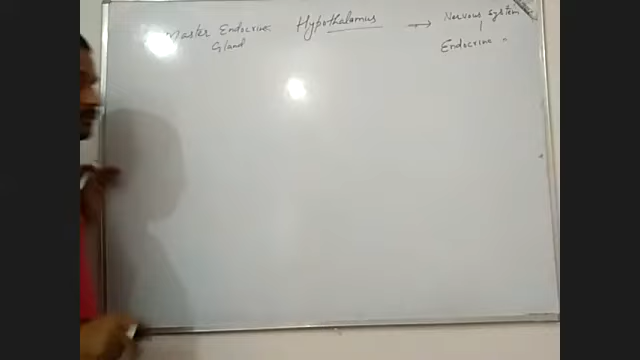 Master Endocrine
Gland
Hypothalamus
→ Nervous System
|
Endocrine "